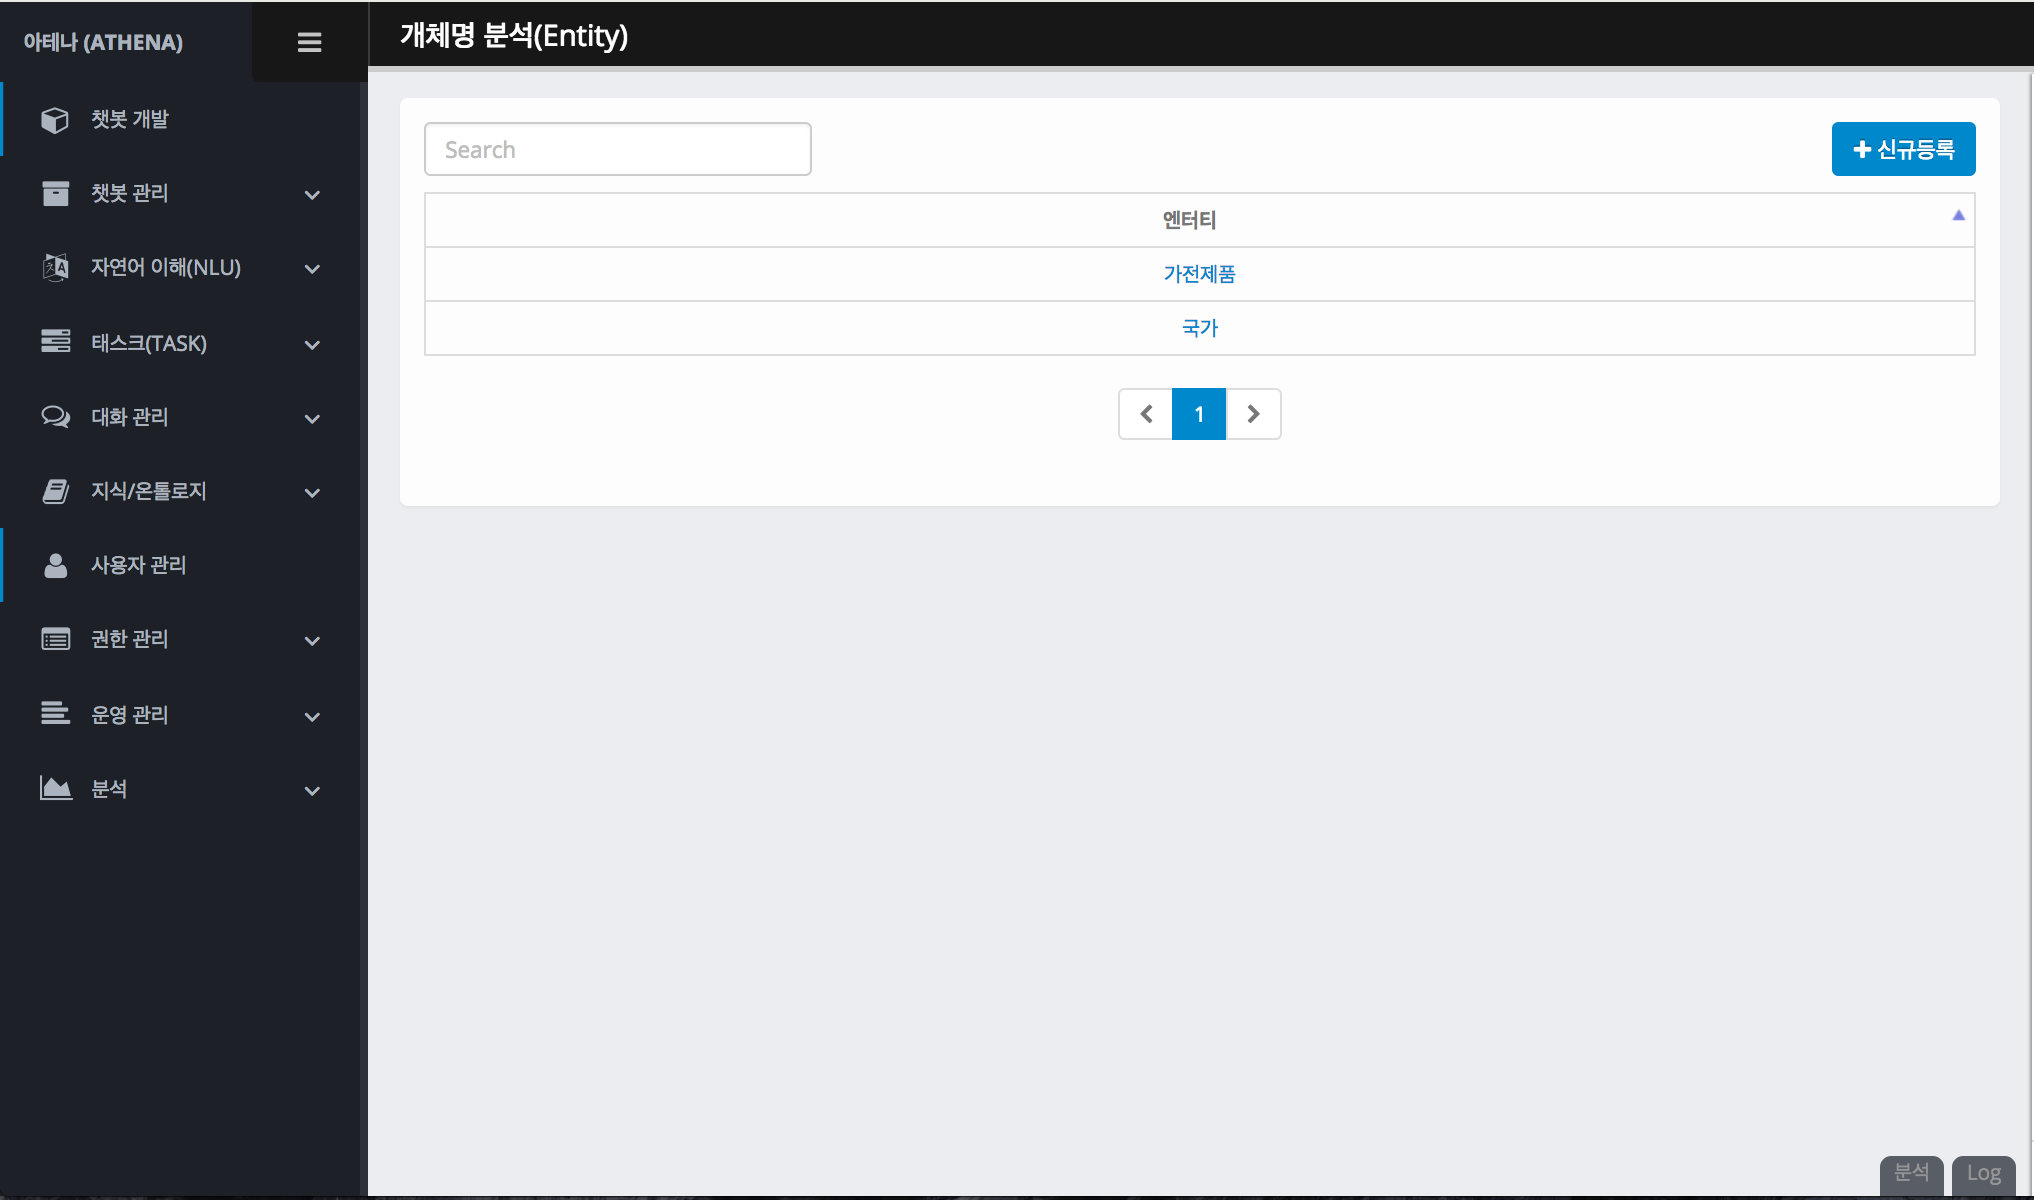 아테나 (ATHENA)
개체명 분석(Entity)
챗봇 개발
챗봇 관리
자연어 이해(NLU)
태스크(TASK)
대화 관리
지식/온톨로지
사용자 관리
권한 관리
운영 관리
분석
Search
신규등록
엔터티
가전제품
국가
1
분석
Log